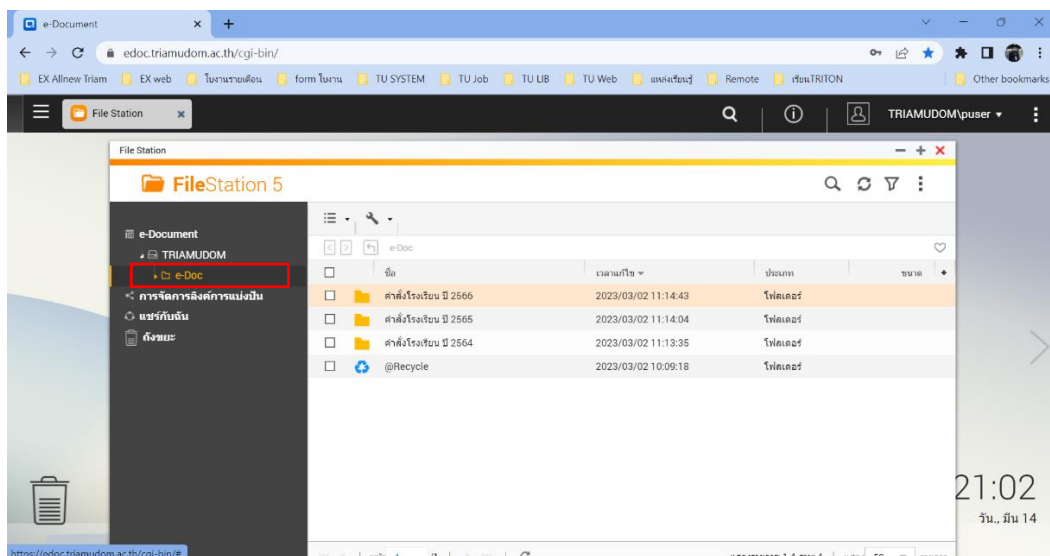 e-Document
edoc.triamudom.ac.th/cgi-bin/
EX Allnew Triam EX web ใบงานรายเดือน form ใบงาน TU SYSTEM TU Job TU LIB TU Web แหล่งเรียนรู้ Remote เรียนTRITON Other bookmarks
File Station TRIAMUDOM\puser
File Station
FileStation 5
e-Document
TRIAMUDOM
e-Doc
การจัดการลิงค์การแบ่งปัน
แชร์กับฉัน
ถังขยะ
e-Doc
ชื่อ เวลาแก้ไข ประเภท ขนาด
คำสั่งโรงเรียน ปี 2566 2023/03/02 11:14:43 โฟลเดอร์
คำสั่งโรงเรียน ปี 2565 2023/03/02 11:14:04 โฟลเดอร์
คำสั่งโรงเรียน ปี 2564 2023/03/02 11:13:35 โฟลเดอร์
@Recycle 2023/03/02 10:09:18 โฟลเดอร์
21:02
วัน., มีน 14
https://edoc.triamudom.ac.th/cgi-bin/#